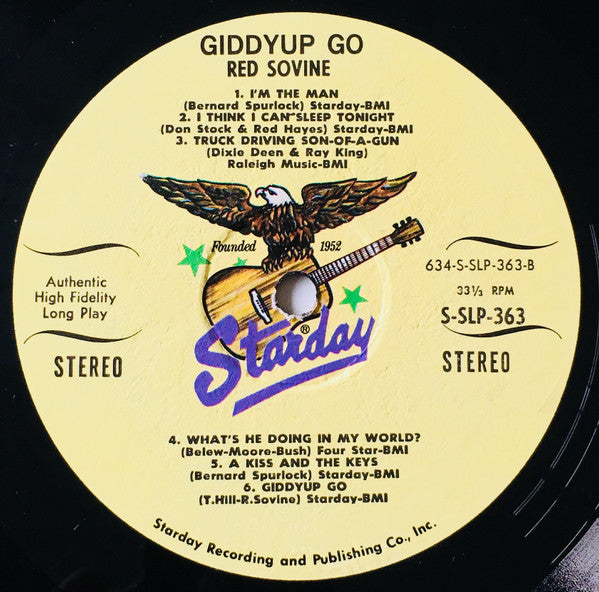 GIDDYUP GO
RED SOVINE
1. I'M THE MAN
(Bernard Spurlock) Starday-BMI
2. I THINK I CAN SLEEP TONIGHT
(Don Stock & Red Hayes) Starday-BMI
3. TRUCK DRIVING SON-OF-A-GUN
(Dixie Deen & Ray King)
Raleigh Music-BMI
Founded 1952
Authentic
High Fidelity
Long Play
STEREO
634-S-SLP-363-B
33⅓ RPM
S-SLP-363
STEREO
Starday®
4. WHAT'S HE DOING IN MY WORLD?
(Belew-Moore-Bush) Four Star-BMI
5. A KISS AND THE KEYS
(Bernard Spurlock) Starday-BMI
6. GIDDYUP GO
(T.Hill-R.Sovine) Starday-BMI
Starday Recording and Publishing Co., Inc.